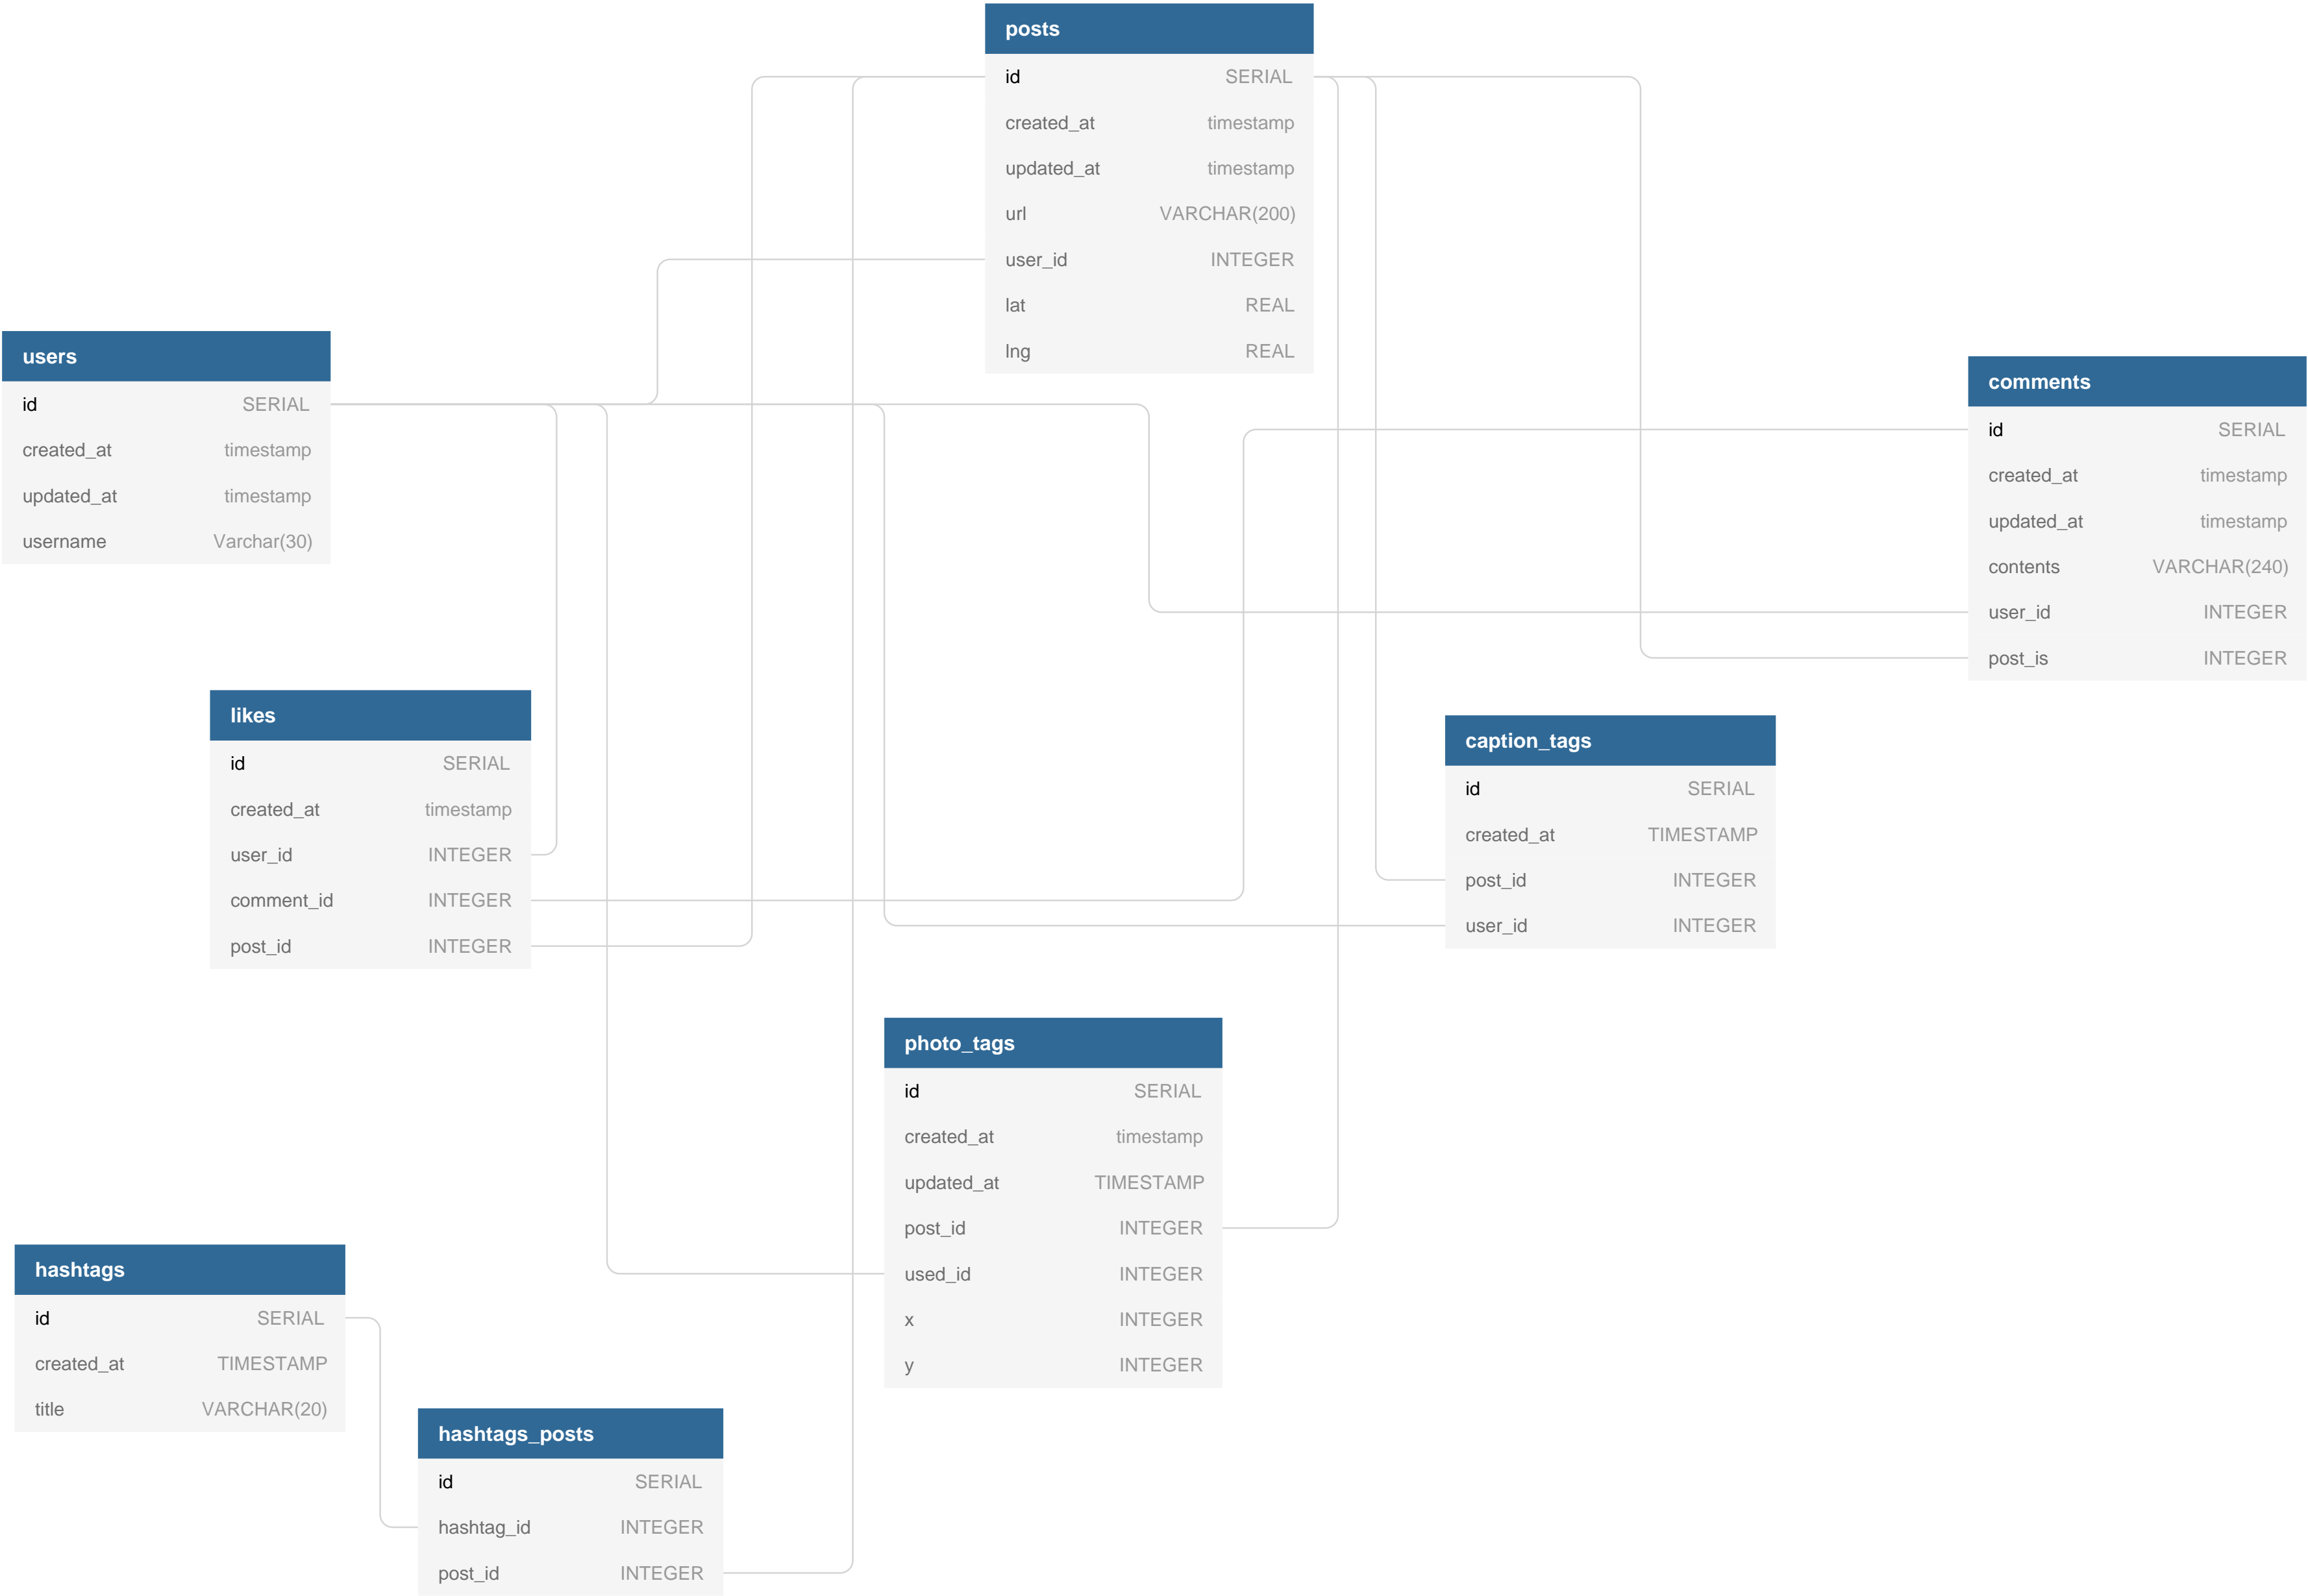 posts
id SERIAL
created_at timestamp
updated_at timestamp
url VARCHAR(200)
user_id INTEGER
lat REAL
lng REAL
users
id SERIAL
created_at timestamp
updated_at timestamp
username Varchar(30)
comments
id SERIAL
created_at timestamp
updated_at timestamp
contents VARCHAR(240)
user_id INTEGER
post_is INTEGER
likes
id SERIAL
created_at timestamp
user_id INTEGER
comment_id INTEGER
post_id INTEGER
caption_tags
id SERIAL
created_at TIMESTAMP
post_id INTEGER
user_id INTEGER
photo_tags
id SERIAL
created_at timestamp
updated_at TIMESTAMP
post_id INTEGER
used_id INTEGER
x INTEGER
y INTEGER
hashtags
id SERIAL
created_at TIMESTAMP
title VARCHAR(20)
hashtags_posts
id SERIAL
hashtag_id INTEGER
post_id INTEGER